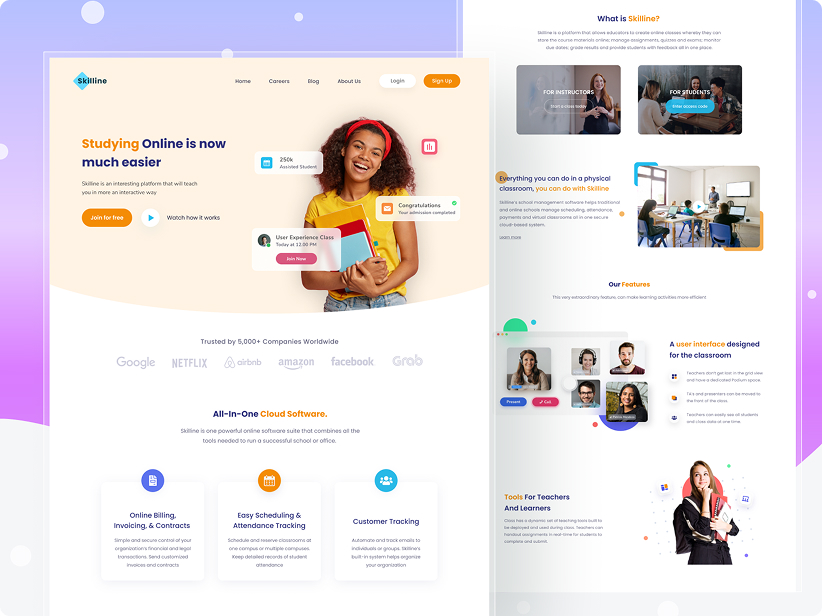 Skilline
Home
Careers
Blog
About Us
Login
Sign Up
Studying Online is now
much easier
Skilline is an interesting platform that will teach
you in more an interactive way
Join for free
Watch how it works
250k
Assisted Student
Congratulations
Your admission completed
User Experience Class
Today at 12.00 PM
Join Now
Trusted by 5,000+ Companies Worldwide
Google
NETFLIX
airbnb
amazon
facebook
Grab
All-In-One Cloud Software.
Skilline is one powerful online software suite that combines all the
tools needed to run a successful school or office.
Online Billing,
Invoicing, & Contracts
Simple and secure control of your
organization's financial and legal
transactions. Send customized
invoices and contracts
Easy Scheduling &
Attendance Tracking
Schedule and reserve classrooms at
one campus or multiple campuses.
Keep detailed records of student
attendance
Customer Tracking
Automate and track emails to
individuals or groups. Skilline's
built-in system helps organize
your organization
What is Skilline?
Skilline is a platform that allows educators to create online classes whereby they can
store the course materials online; manage assignments, quizzes and exams; monitor
due dates; grade results and provide students with feedback all in one place.
FOR INSTRUCTORS
Start a class today
FOR STUDENTS
Enter access code
Everything you can do in a physical
classroom, you can do with Skilline
Skilline's school management software helps traditional
and online schools manage scheduling, attendance,
payments and virtual classrooms all in one secure
cloud-based system.
Learn more
Our Features
This very extraordinary feature, can make learning activities more efficient
Present
Call
A user interface designed
for the classroom
Teachers don't get lost in the grid view
and have a dedicated Podium space.
TA's and presenters can be moved to
the front of the class.
Teachers can easily see all students
and class data at one time.
Tools For Teachers
And Learners
Class has a dynamic set of teaching tools built to
be deployed and used during class. Teachers can
handout assignments in real-time for students to
complete and submit.